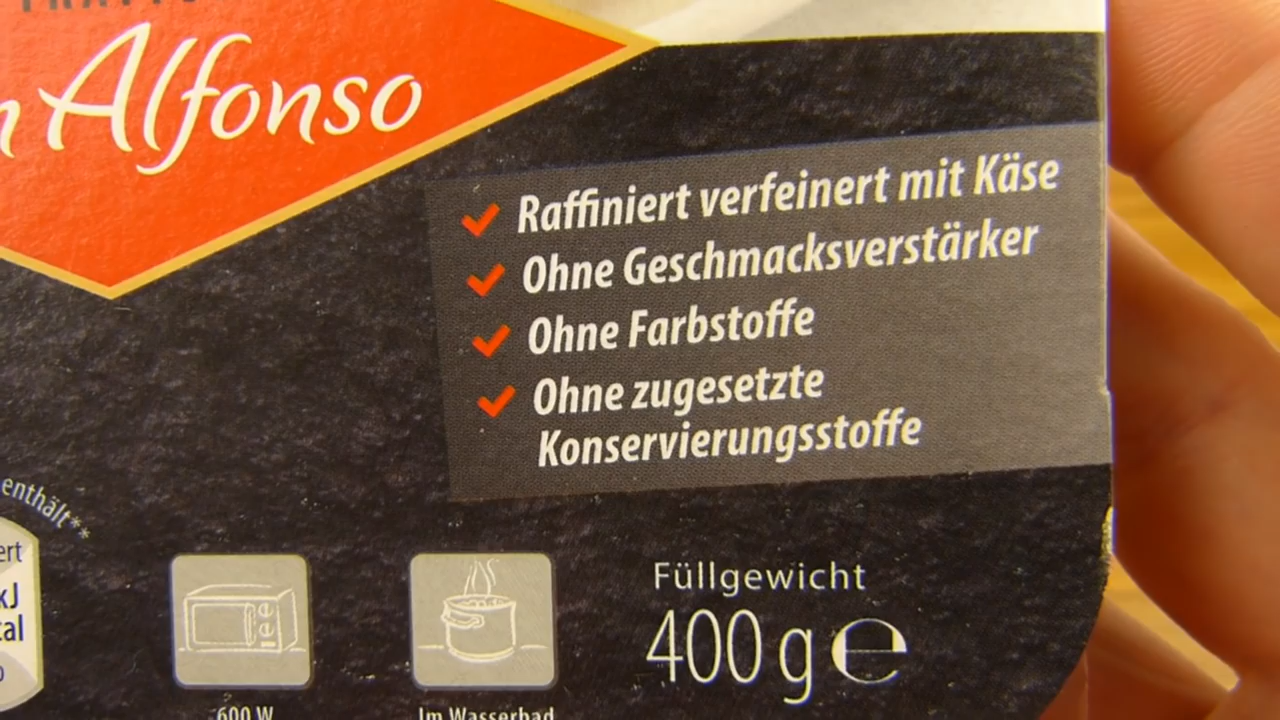 Alfonso
Raffiniert verfeinert mit Käse
Ohne Geschmacksverstärker
Ohne Farbstoffe
Ohne zugesetzte
Konservierungsstoffe
enthält**
kJ
Füllgewicht
400 g e
600 W
Im Wasserbad